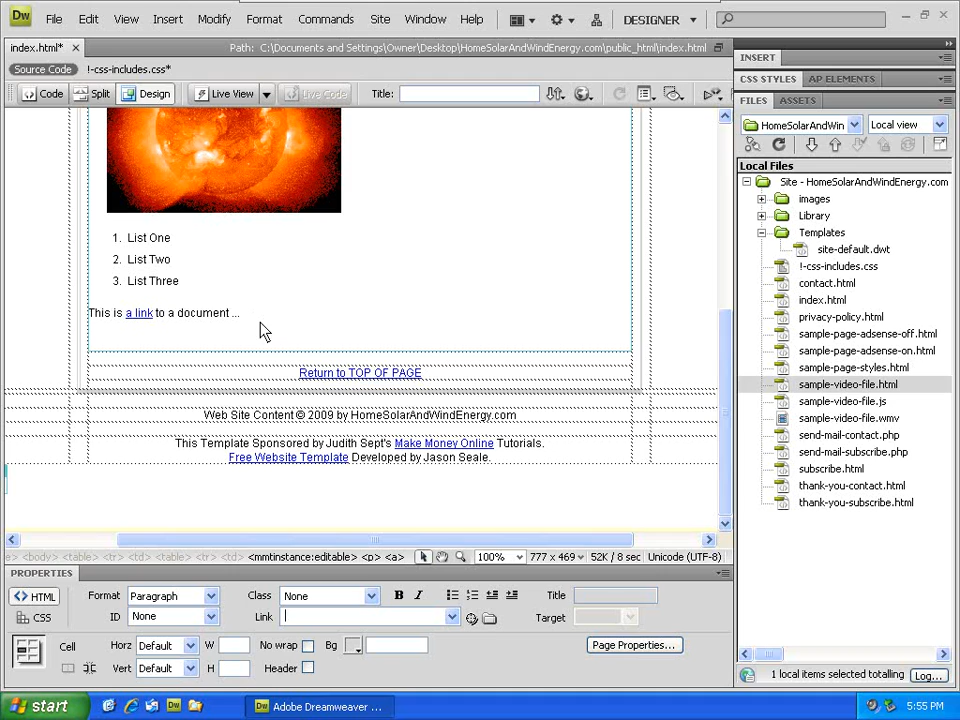 Dw File Edit View Insert Modify Format Commands Site Window Help DESIGNER
index.html* Path: C:\Documents and Settings\Owner\Desktop\HomeSolarAndWindEnergy.com\public_html\index.html
Source Code !-css-includes.css*
Code Split Design Live View Live Code Title:
1. List One
2. List Two
3. List Three
This is a link to a document ...
Return to TOP OF PAGE
Web Site Content © 2009 by HomeSolarAndWindEnergy.com
This Template Sponsored by Judith Sept's Make Money Online Tutorials.
Free Website Template Developed by Jason Seale.
<body> <table> <tr> <td> <table> <tr> <td> <mmtinstance:editable> <p> <a> 100% 777 x 469 52K / 8 sec Unicode (UTF-8)
PROPERTIES
HTML Format Paragraph Class None B I Title
CSS ID None Link Target
Cell Horz Default W No wrap Bg Page Properties...
Vert Default H Header
INSERT
CSS STYLES AP ELEMENTS
FILES ASSETS
HomeSolarAndWin Local view
Local Files
Site - HomeSolarAndWindEnergy.com
images
Library
Templates
site-default.dwt
!-css-includes.css
contact.html
index.html
privacy-policy.html
sample-page-adsense-off.html
sample-page-adsense-on.html
sample-page-styles.html
sample-video-file.html
sample-video-file.js
sample-video-file.wmv
send-mail-contact.php
send-mail-subscribe.php
subscribe.html
thank-you-contact.html
thank-you-subscribe.html
1 local items selected totalling Log...
start Dw Dw Adobe Dreamweaver ... 5:55 PM